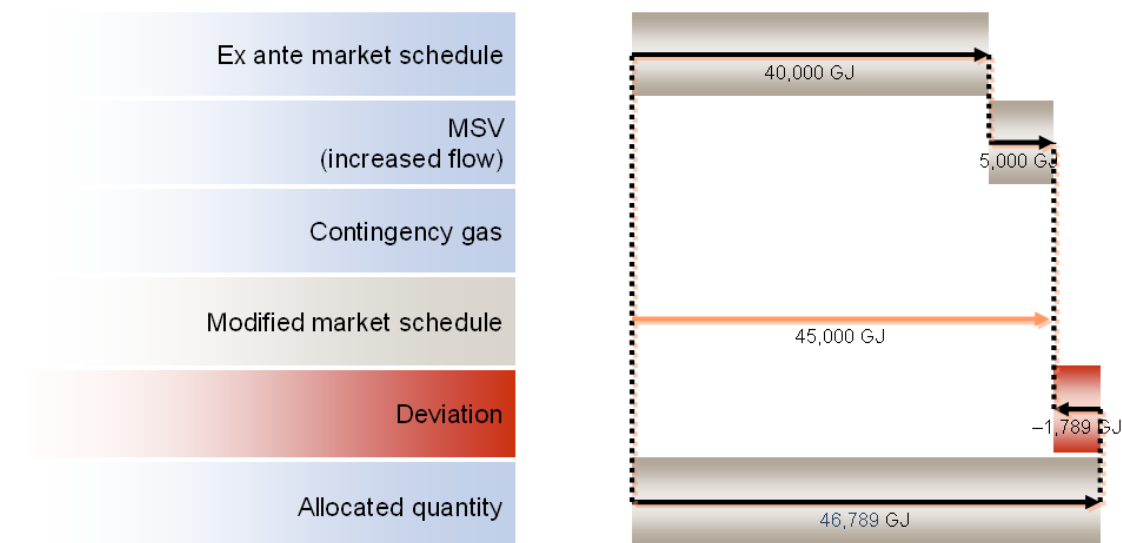 Ex ante market schedule
40,000 GJ
MSV
(increased flow)
5,000 GJ
Contingency gas
Modified market schedule
45,000 GJ
Deviation
–1,789 GJ
Allocated quantity
46,789 GJ